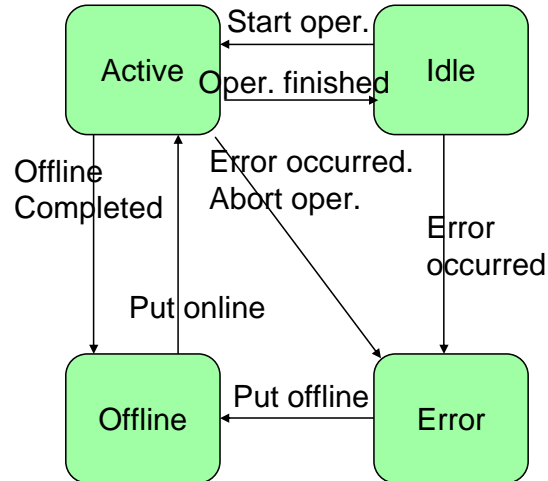 Start oper.
Active
Idle
Oper. finished
Offline
Completed
Error occurred.
Abort oper.
Error
occurred
Put online
Put offline
Offline
Error